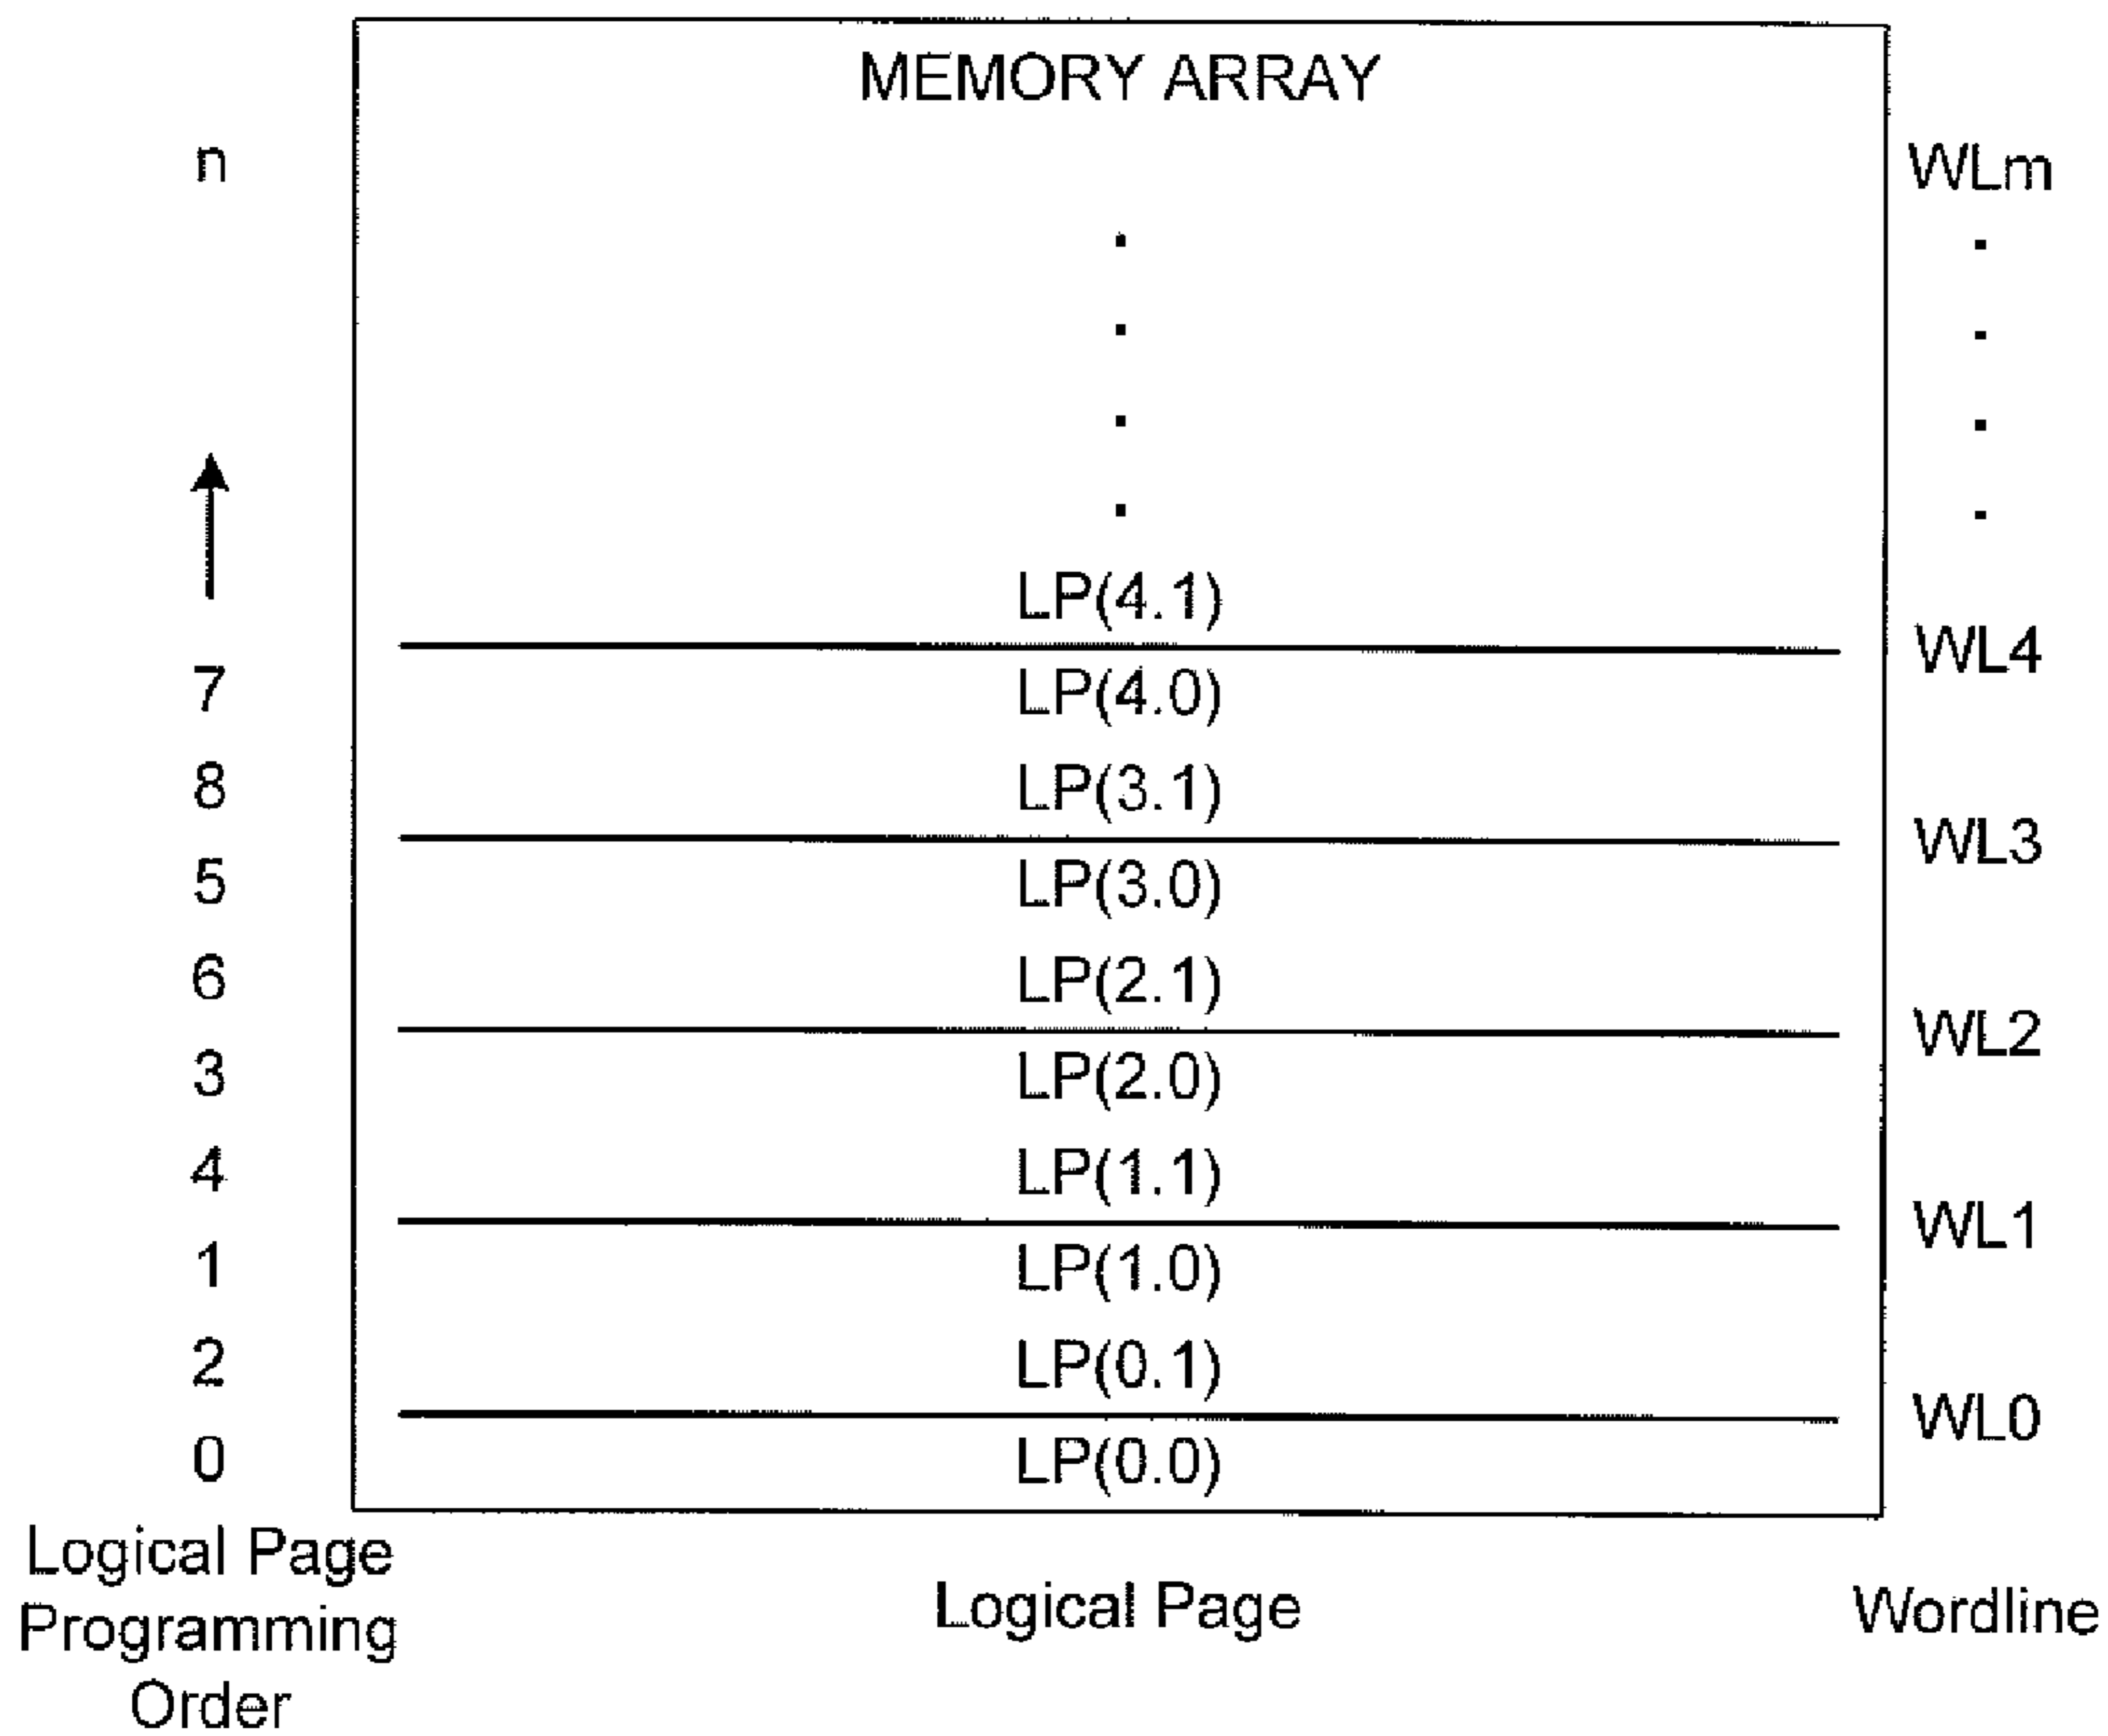 MEMORY ARRAY
n WLm
LP(4.1)
WL4
7 LP(4.0)
8 LP(3.1)
WL3
5 LP(3.0)
6 LP(2.1)
WL2
3 LP(2.0)
4 LP(1.1)
WL1
1 LP(1.0)
2 LP(0.1)
WL0
0 LP(0.0)
Logical Page
Programming
Order
Logical Page
Wordline